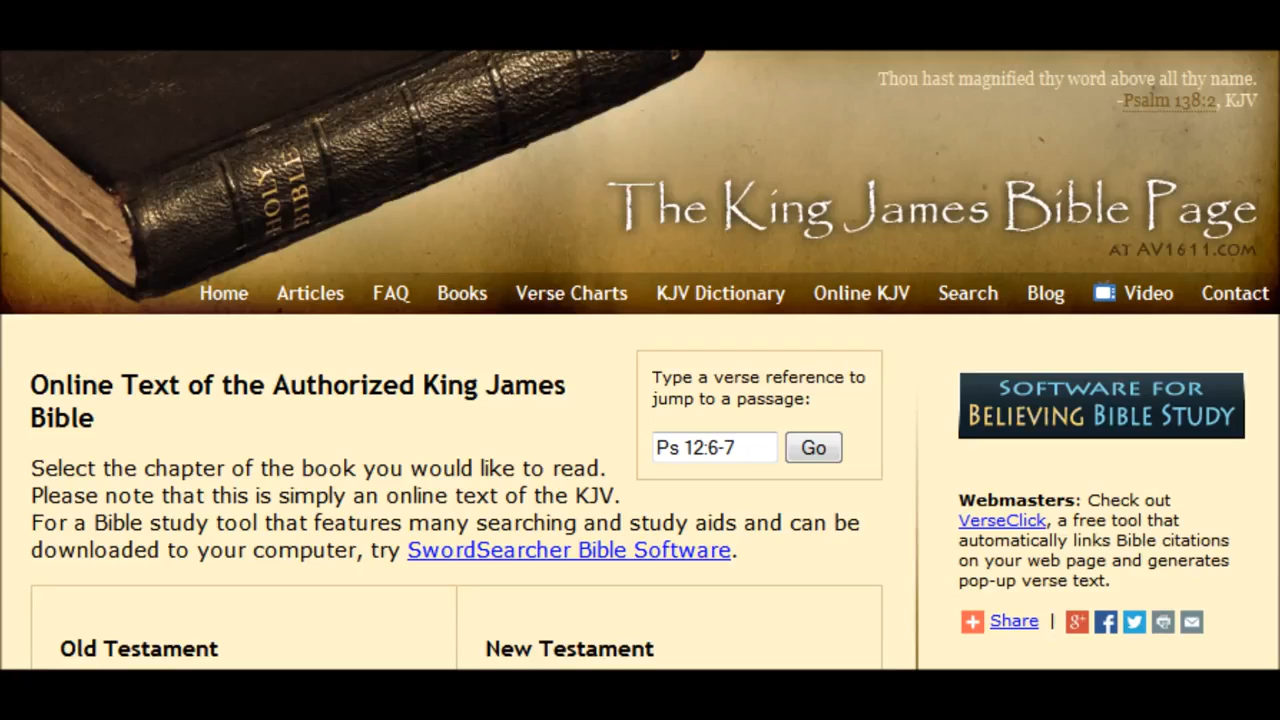 Thou hast magnified thy word above all thy name.
-Psalm 138:2, KJV
HOLY
BIBLE
The King James Bible Page
AT AV1611.COM
Home Articles FAQ Books Verse Charts KJV Dictionary Online KJV Search Blog Video Contact
Online Text of the Authorized King James
Bible
Select the chapter of the book you would like to read.
Please note that this is simply an online text of the KJV.
For a Bible study tool that features many searching and study aids and can be
downloaded to your computer, try SwordSearcher Bible Software.
Type a verse reference to
jump to a passage:
Ps 12:6-7 Go
Old Testament
New Testament
SOFTWARE FOR
BELIEVING BIBLE STUDY
Webmasters: Check out
VerseClick, a free tool that
automatically links Bible citations
on your web page and generates
pop-up verse text.
Share |